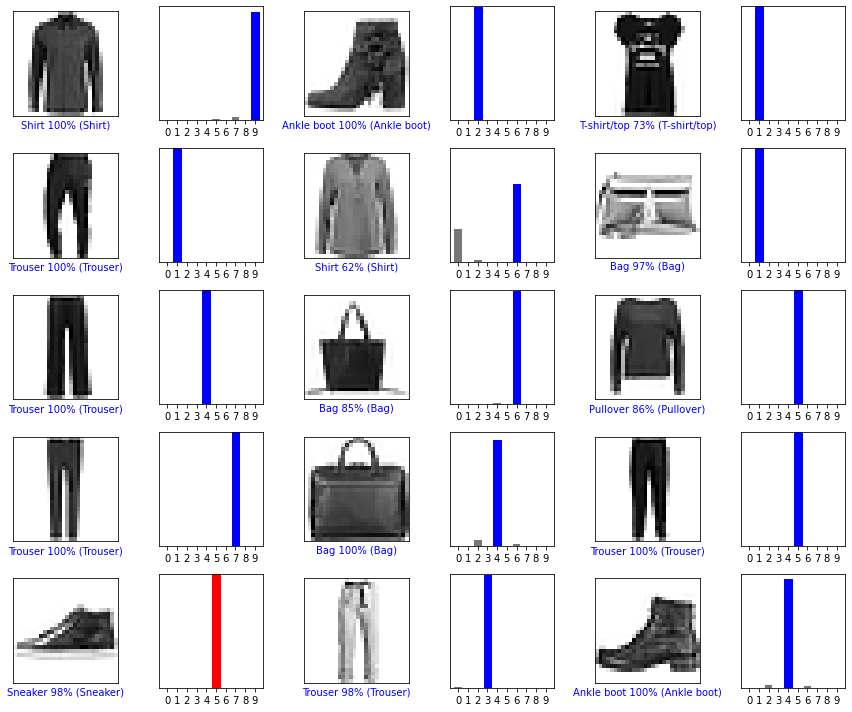 0 1 2 3 4 5 6 7 8 9
0 1 2 3 4 5 6 7 8 9
0 1 2 3 4 5 6 7 8 9
Shirt 100% (Shirt)
Ankle boot 100% (Ankle boot)
T-shirt/top 73% (T-shirt/top)
0 1 2 3 4 5 6 7 8 9
0 1 2 3 4 5 6 7 8 9
0 1 2 3 4 5 6 7 8 9
Trouser 100% (Trouser)
Shirt 62% (Shirt)
Bag 97% (Bag)
0 1 2 3 4 5 6 7 8 9
0 1 2 3 4 5 6 7 8 9
0 1 2 3 4 5 6 7 8 9
Trouser 100% (Trouser)
Bag 85% (Bag)
Pullover 86% (Pullover)
0 1 2 3 4 5 6 7 8 9
0 1 2 3 4 5 6 7 8 9
0 1 2 3 4 5 6 7 8 9
Trouser 100% (Trouser)
Bag 100% (Bag)
Trouser 100% (Trouser)
0 1 2 3 4 5 6 7 8 9
0 1 2 3 4 5 6 7 8 9
0 1 2 3 4 5 6 7 8 9
Sneaker 98% (Sneaker)
Trouser 98% (Trouser)
Ankle boot 100% (Ankle boot)